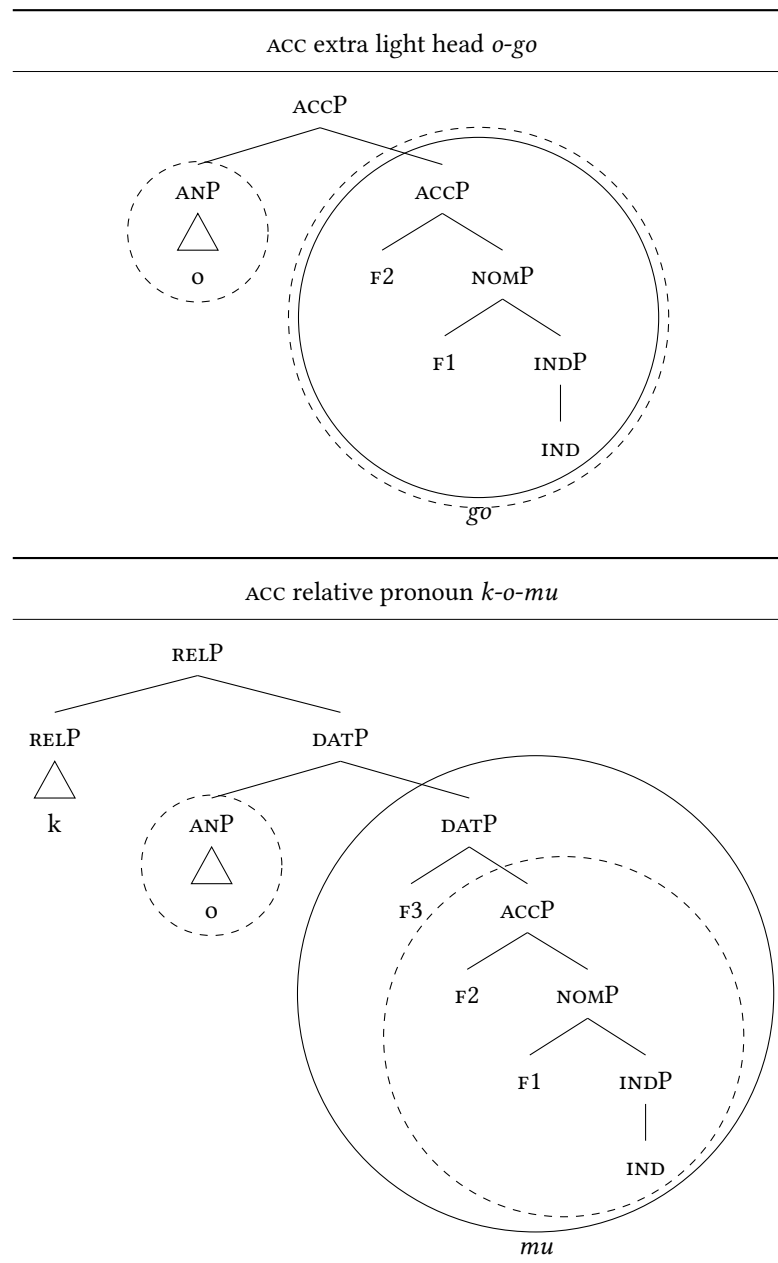 ACC extra light head o-go
ACCP
ANP ACCP
o F2 NOMP
F1 INDP
IND
go
ACC relative pronoun k-o-mu
RELP
RELP DATP
k ANP DATP
o F3 ACCP
F2 NOMP
F1 INDP
IND
mu